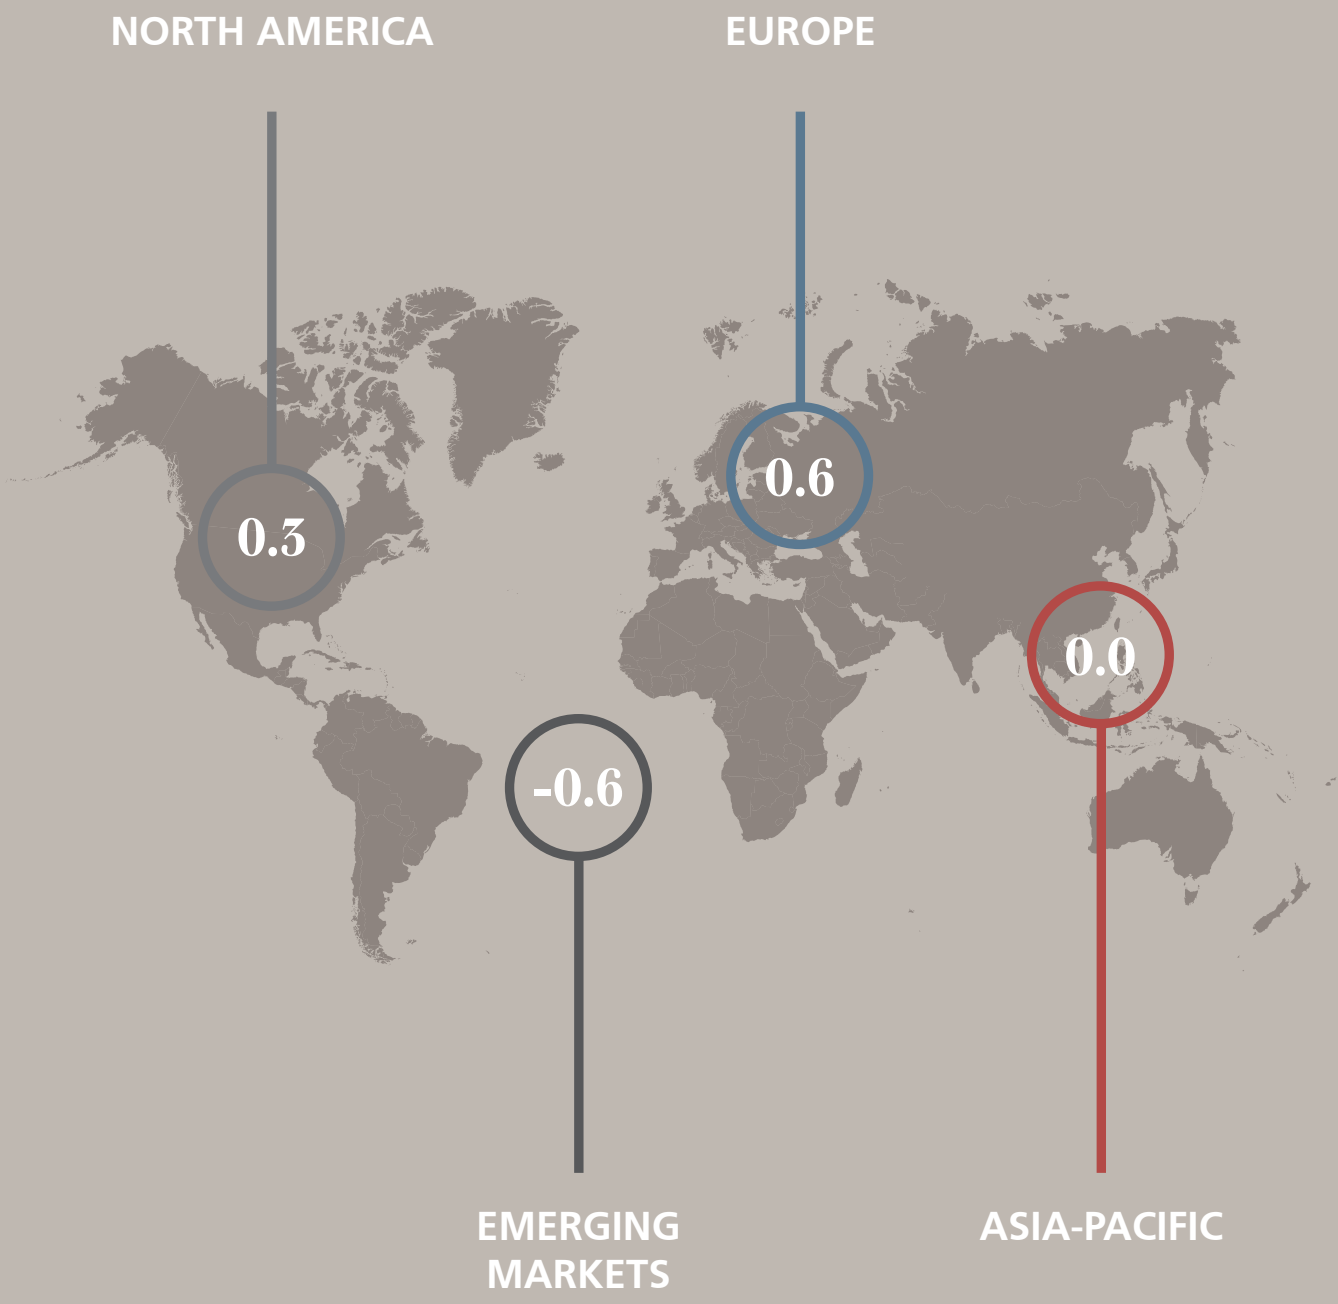 NORTH AMERICA
EUROPE
0.6
0.3
0.0
-0.6
EMERGING
MARKETS
ASIA-PACIFIC